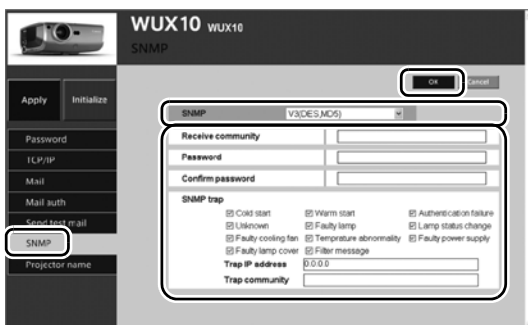 WUX10 WUX10
SNMP
OK Cancel
Apply Initialize
SNMP V3(DES,MD5)
Password
TCP/IP
Mail
Mail auth
Send test mail
SNMP
Projector name
Receive community
Password
Confirm password
SNMP trap
Cold start Warm start Authentication failure
Unknown Faulty lamp Lamp status change
Faulty cooling fan Temprature abnormality Faulty power supply
Faulty lamp cover Filter message
Trap IP address 0.0.0.0
Trap community